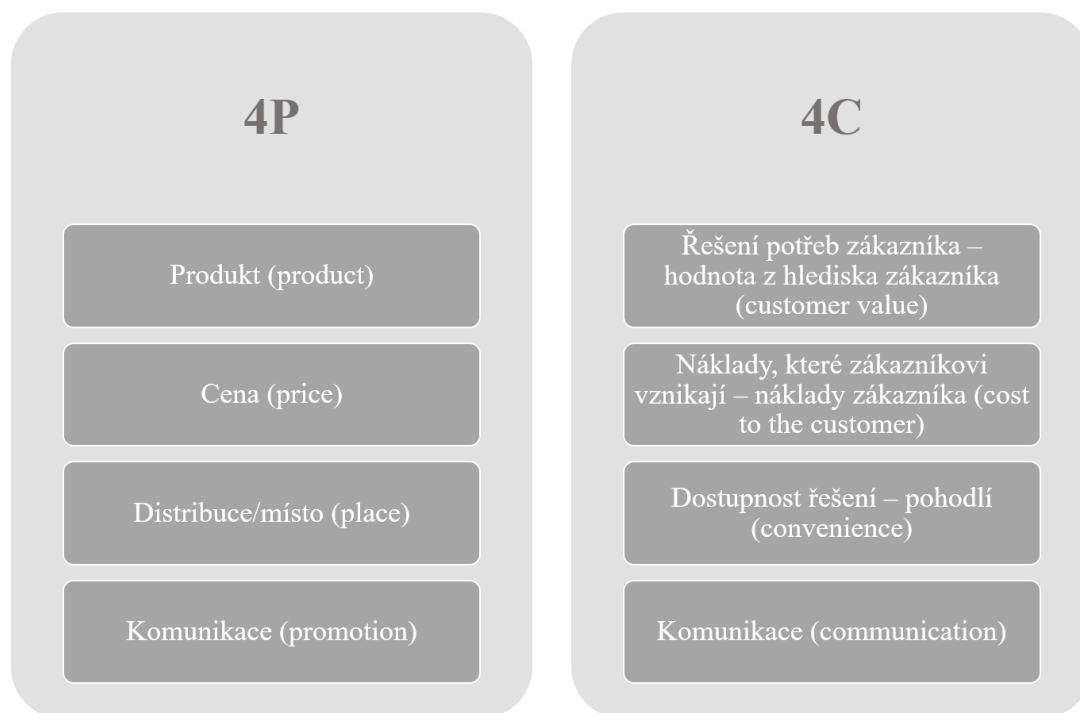 4P
Produkt (product)
Cena (price)
Distribuce/místo (place)
Komunikace (promotion)
4C
Řešení potřeb zákazníka –
hodnota z hlediska zákazníka
(customer value)
Náklady, které zákazníkovi
vznikají – náklady zákazníka (cost
to the customer)
Dostupnost řešení – pohodlí
(convenience)
Komunikace (communication)